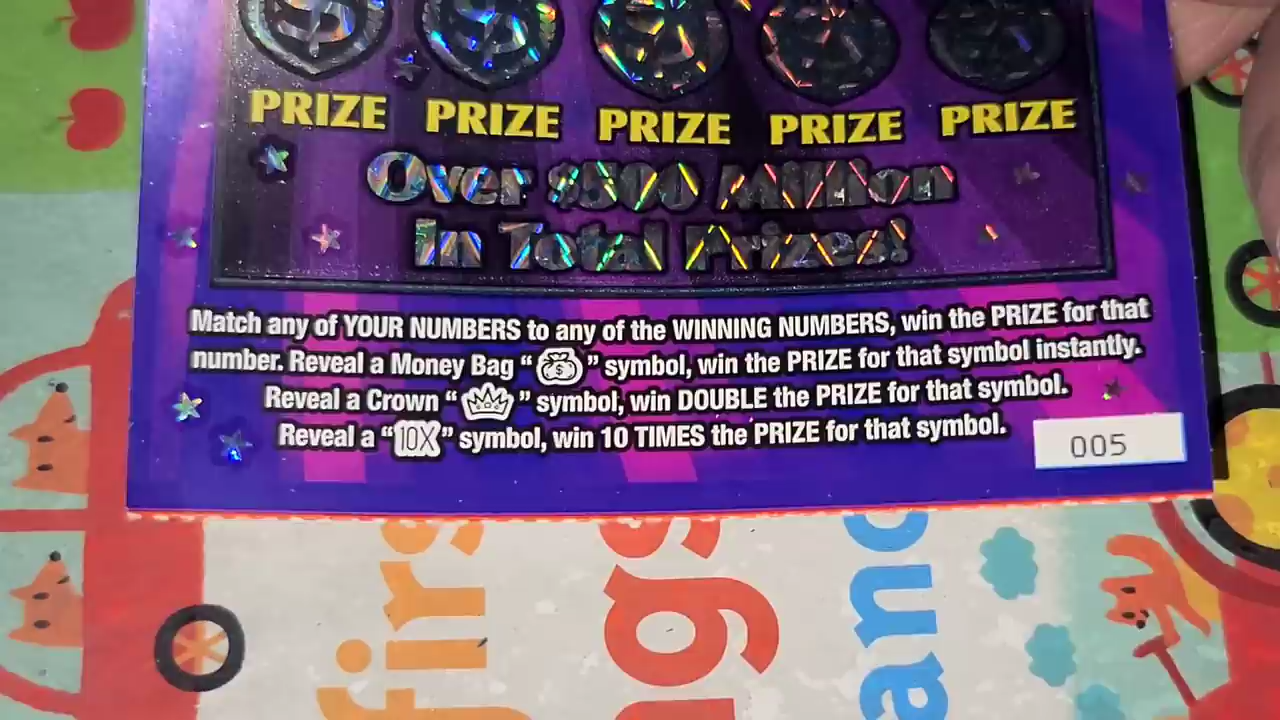 PRIZE PRIZE PRIZE PRIZE PRIZE
Over $500 Million
In Total Prizes!
Match any of YOUR NUMBERS to any of the WINNING NUMBERS, win the PRIZE for that
number. Reveal a Money Bag " " symbol, win the PRIZE for that symbol instantly.
Reveal a Crown " " symbol, win DOUBLE the PRIZE for that symbol.
Reveal a "10X" symbol, win 10 TIMES the PRIZE for that symbol.
005
and